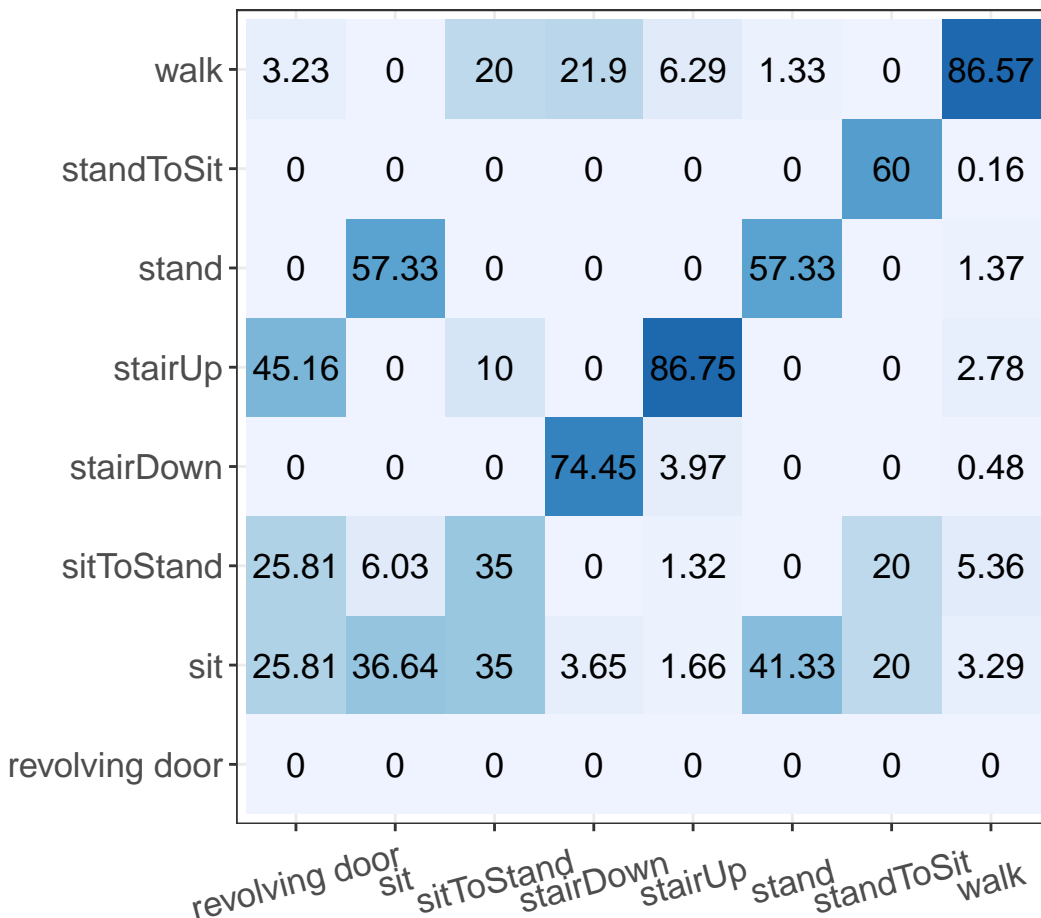 walk 3.23 0 20 21.9 6.29 1.33 0 86.57
standToSit 0 0 0 0 0 0 60 0.16
stand 0 57.33 0 0 0 57.33 0 1.37
stairUp 45.16 0 10 0 86.75 0 0 2.78
stairDown 0 0 0 74.45 3.97 0 0 0.48
sitToStand 25.81 6.03 35 0 1.32 0 20 5.36
sit 25.81 36.64 35 3.65 1.66 41.33 20 3.29
revolving door 0 0 0 0 0 0 0 0
revolving door sit sitToStand stairDown stairUp stand standToSit walk